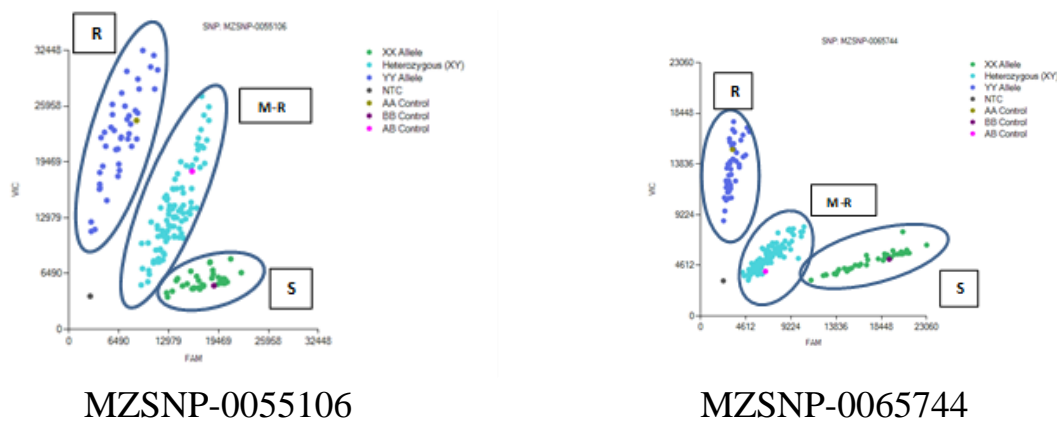 SNP: MZSNP-0055106
R
M-R
S
XX Allele
Heterozygous (XY)
YY Allele
NTC
AA Control
BB Control
AB Control
32448
25958
19469
12979
6490
0
VIC
0 6490 12979 19469 25958 32448
FAM
MZSNP-0055106
SNP: MZSNP-0065744
R
M-R
S
XX Allele
Heterozygous (XY)
YY Allele
NTC
AA Control
BB Control
AB Control
23060
18448
13836
9224
4612
0
VIC
0 4612 9224 13836 18448 23060
FAM
MZSNP-0065744